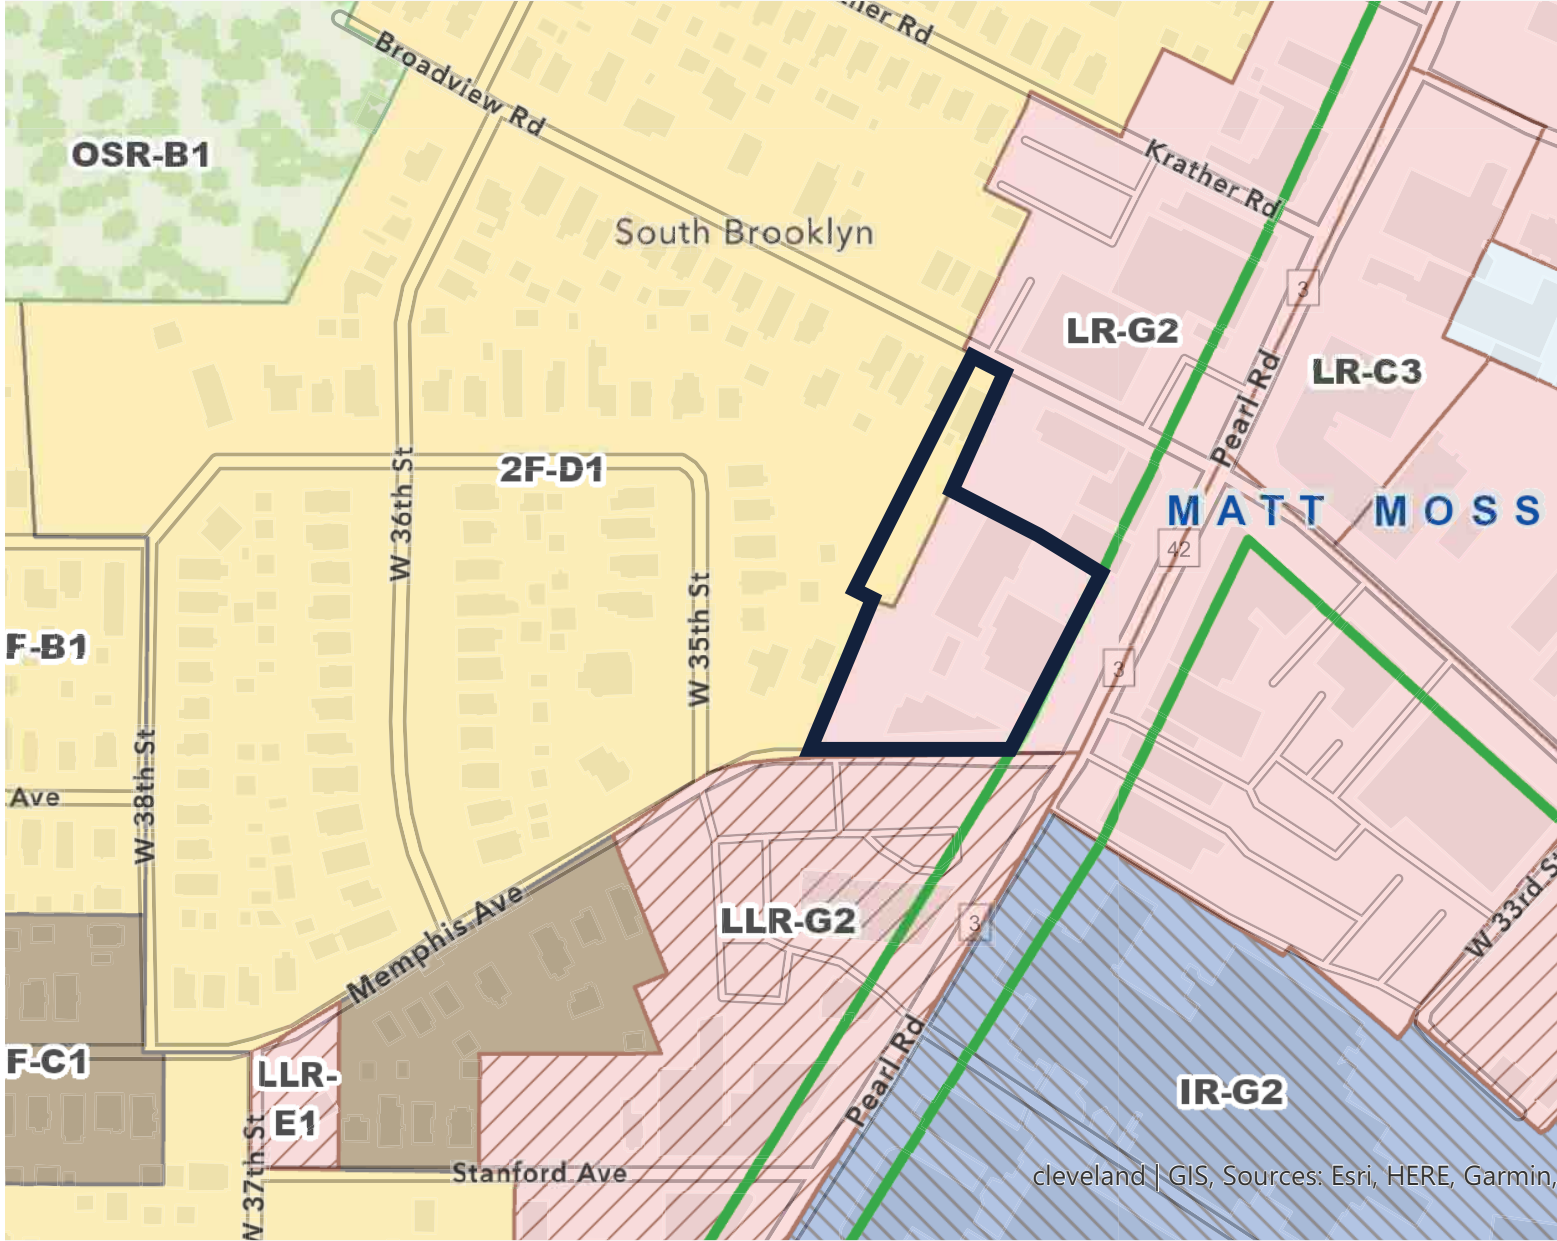 ner Rd
Broadview Rd
OSR-B1
Krather Rd
South Brooklyn
3
LR-G2
LR-C3
Pearl Rd
2F-D1
W 36th St
MATT MOSS
42
W 35th St
F-B1
3
W 38th St
Ave
Memphis Ave
LLR-G2
3
W 33rd St
F-C1
LLR-
E1
Pearl Rd
IR-G2
W 37th St
Stanford Ave
cleveland | GIS, Sources: Esri, HERE, Garmin,